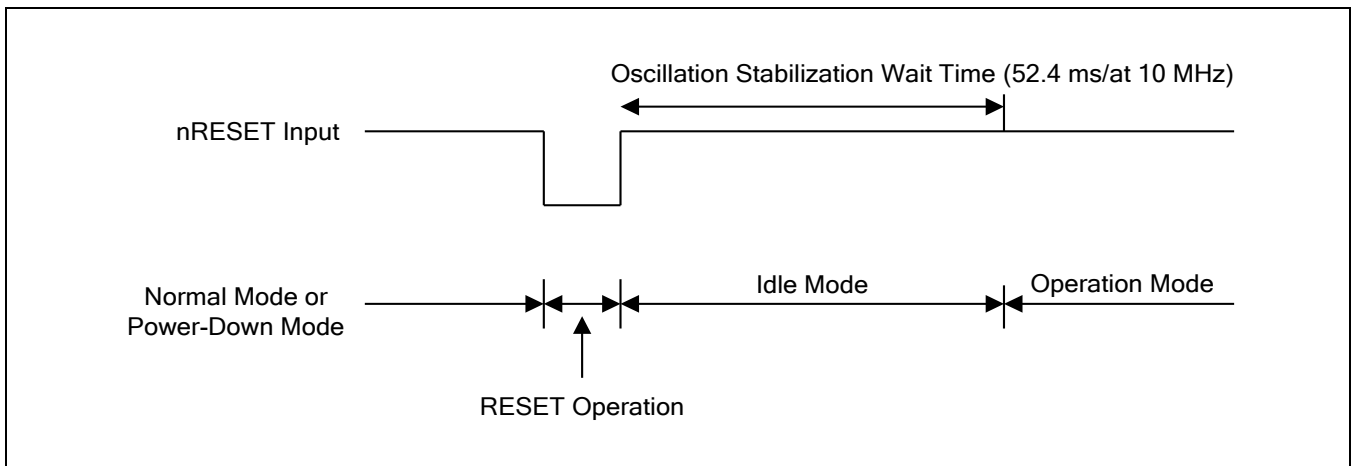 Oscillation Stabilization Wait Time (52.4 ms/at 10 MHz)
nRESET Input
Idle Mode
Operation Mode
Normal Mode or
Power-Down Mode
RESET Operation